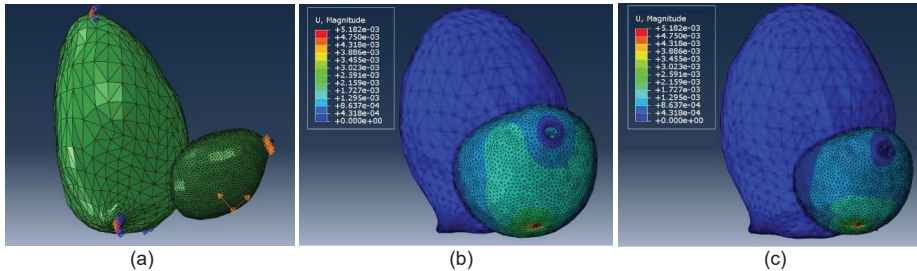 U, Magnitude
+5.182e-03
+4.750e-03
+4.318e-03
+3.886e-03
+3.455e-03
+3.023e-03
+2.591e-03
+2.159e-03
+1.727e-03
+1.295e-03
+8.637e-04
+4.318e-04
+0.000e+00
U, Magnitude
+5.182e-03
+4.750e-03
+4.318e-03
+3.886e-03
+3.455e-03
+3.023e-03
+2.591e-03
+2.159e-03
+1.727e-03
+1.295e-03
+8.637e-04
+4.318e-04
+0.000e+00
(a)
(b)
(c)